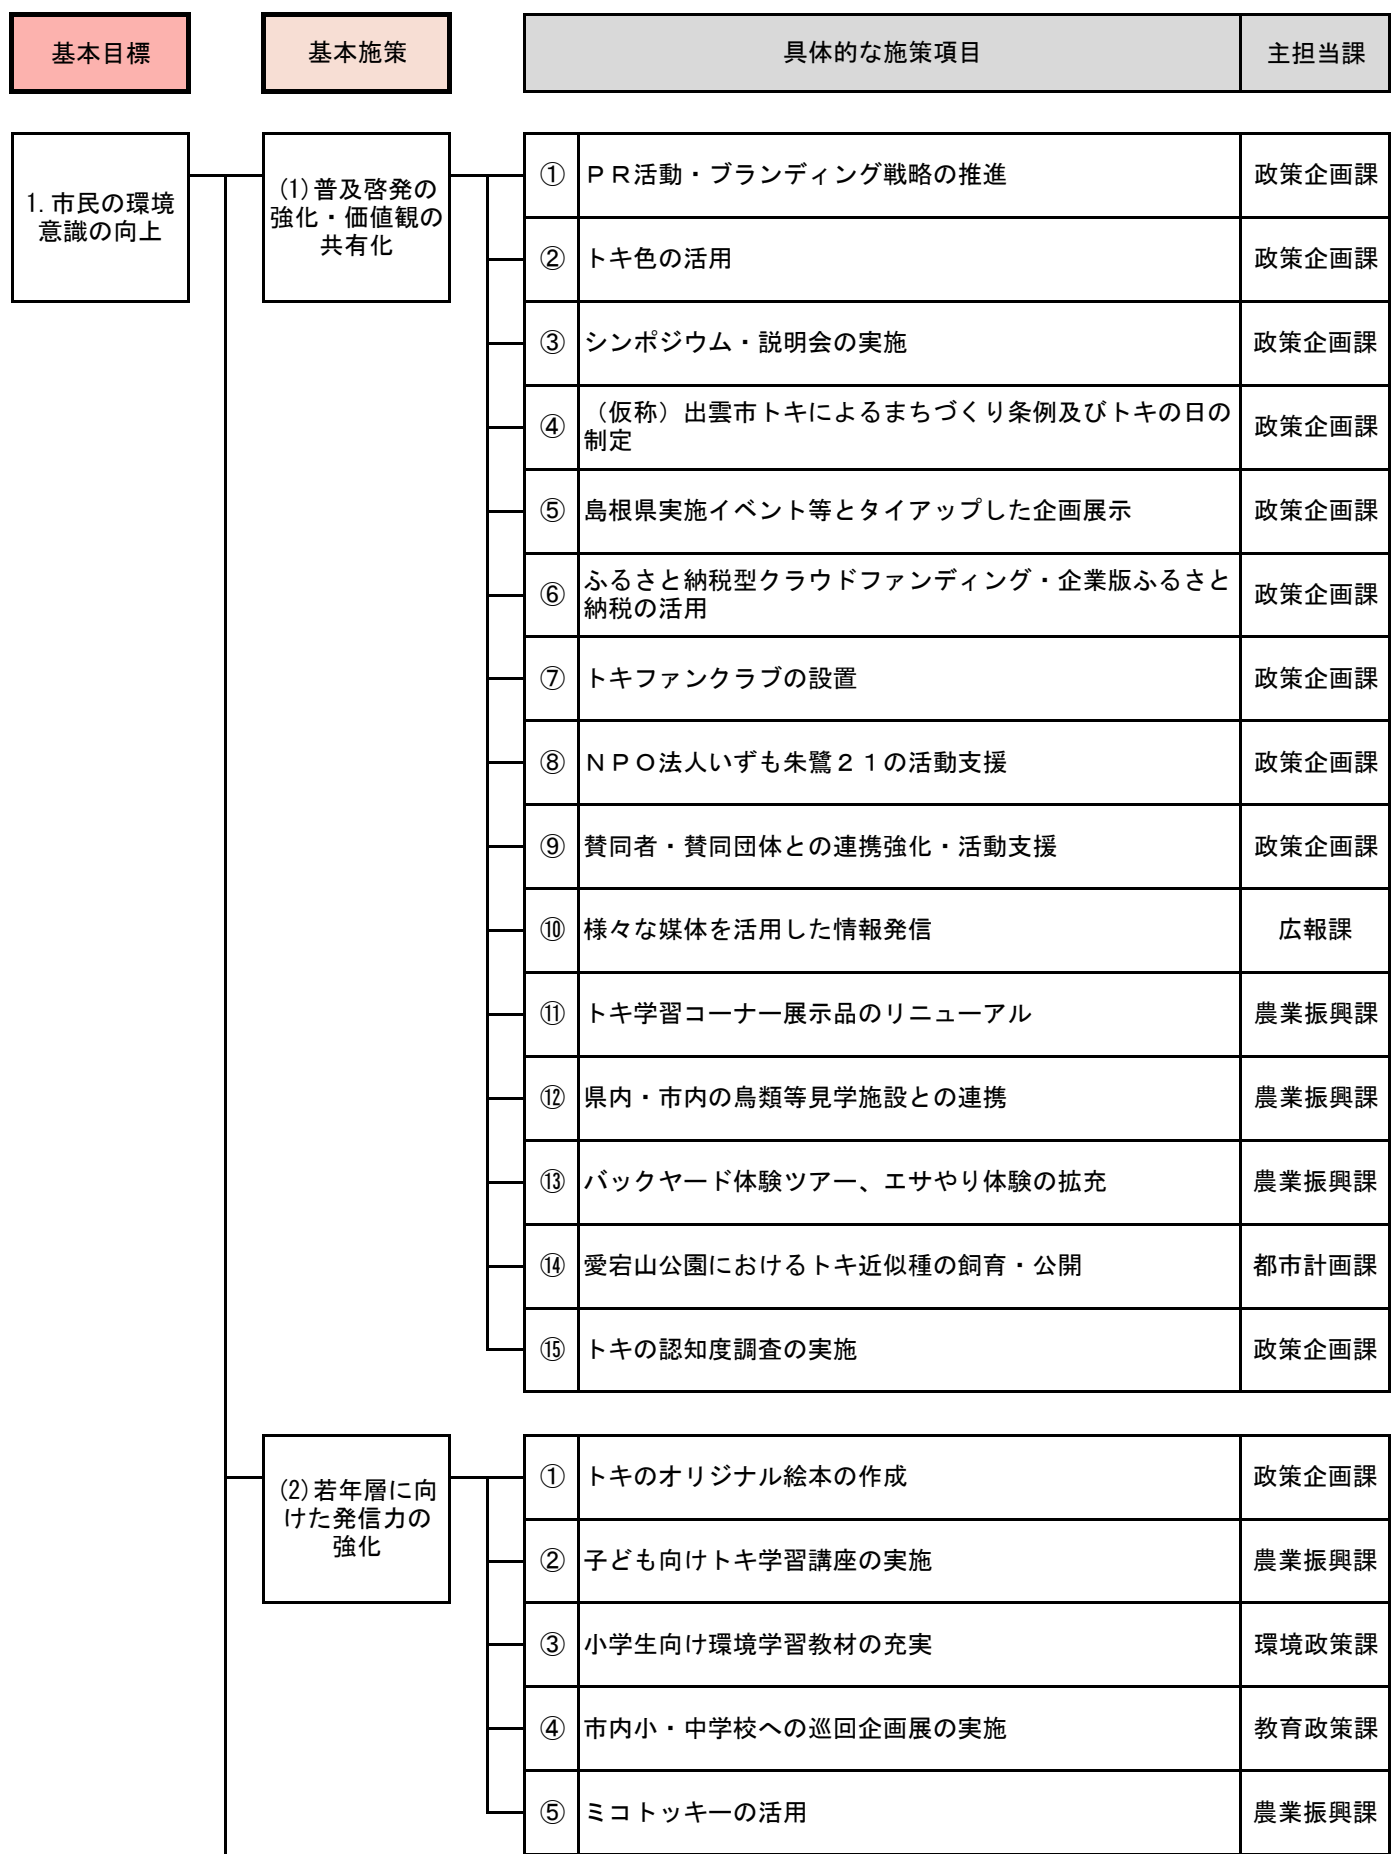 基本目標
基本施策
具体的な施策項目
主担当課
1.市民の環境
意識の向上
(1)普及啓発の
強化・価値観の
共有化
① ＰＲ活動・ブランディング戦略の推進 政策企画課
② トキ色の活用 政策企画課
③ シンポジウム・説明会の実施 政策企画課
④ （仮称）出雲市トキによるまちづくり条例及びトキの日の
制定 政策企画課
⑤ 島根県実施イベント等とタイアップした企画展示 政策企画課
⑥ ふるさと納税型クラウドファンディング・企業版ふるさと
納税の活用 政策企画課
⑦ トキファンクラブの設置 政策企画課
⑧ ＮＰＯ法人いずも朱鷺２１の活動支援 政策企画課
⑨ 賛同者・賛同団体との連携強化・活動支援 政策企画課
⑩ 様々な媒体を活用した情報発信 広報課
⑪ トキ学習コーナー展示品のリニューアル 農業振興課
⑫ 県内・市内の鳥類等見学施設との連携 農業振興課
⑬ バックヤード体験ツアー、エサやり体験の拡充 農業振興課
⑭ 愛宕山公園におけるトキ近似種の飼育・公開 都市計画課
⑮ トキの認知度調査の実施 政策企画課
(2)若年層に向
けた発信力の
強化
① トキのオリジナル絵本の作成 政策企画課
② 子ども向けトキ学習講座の実施 農業振興課
③ 小学生向け環境学習教材の充実 環境政策課
④ 市内小・中学校への巡回企画展の実施 教育政策課
⑤ ミコトッキーの活用 農業振興課